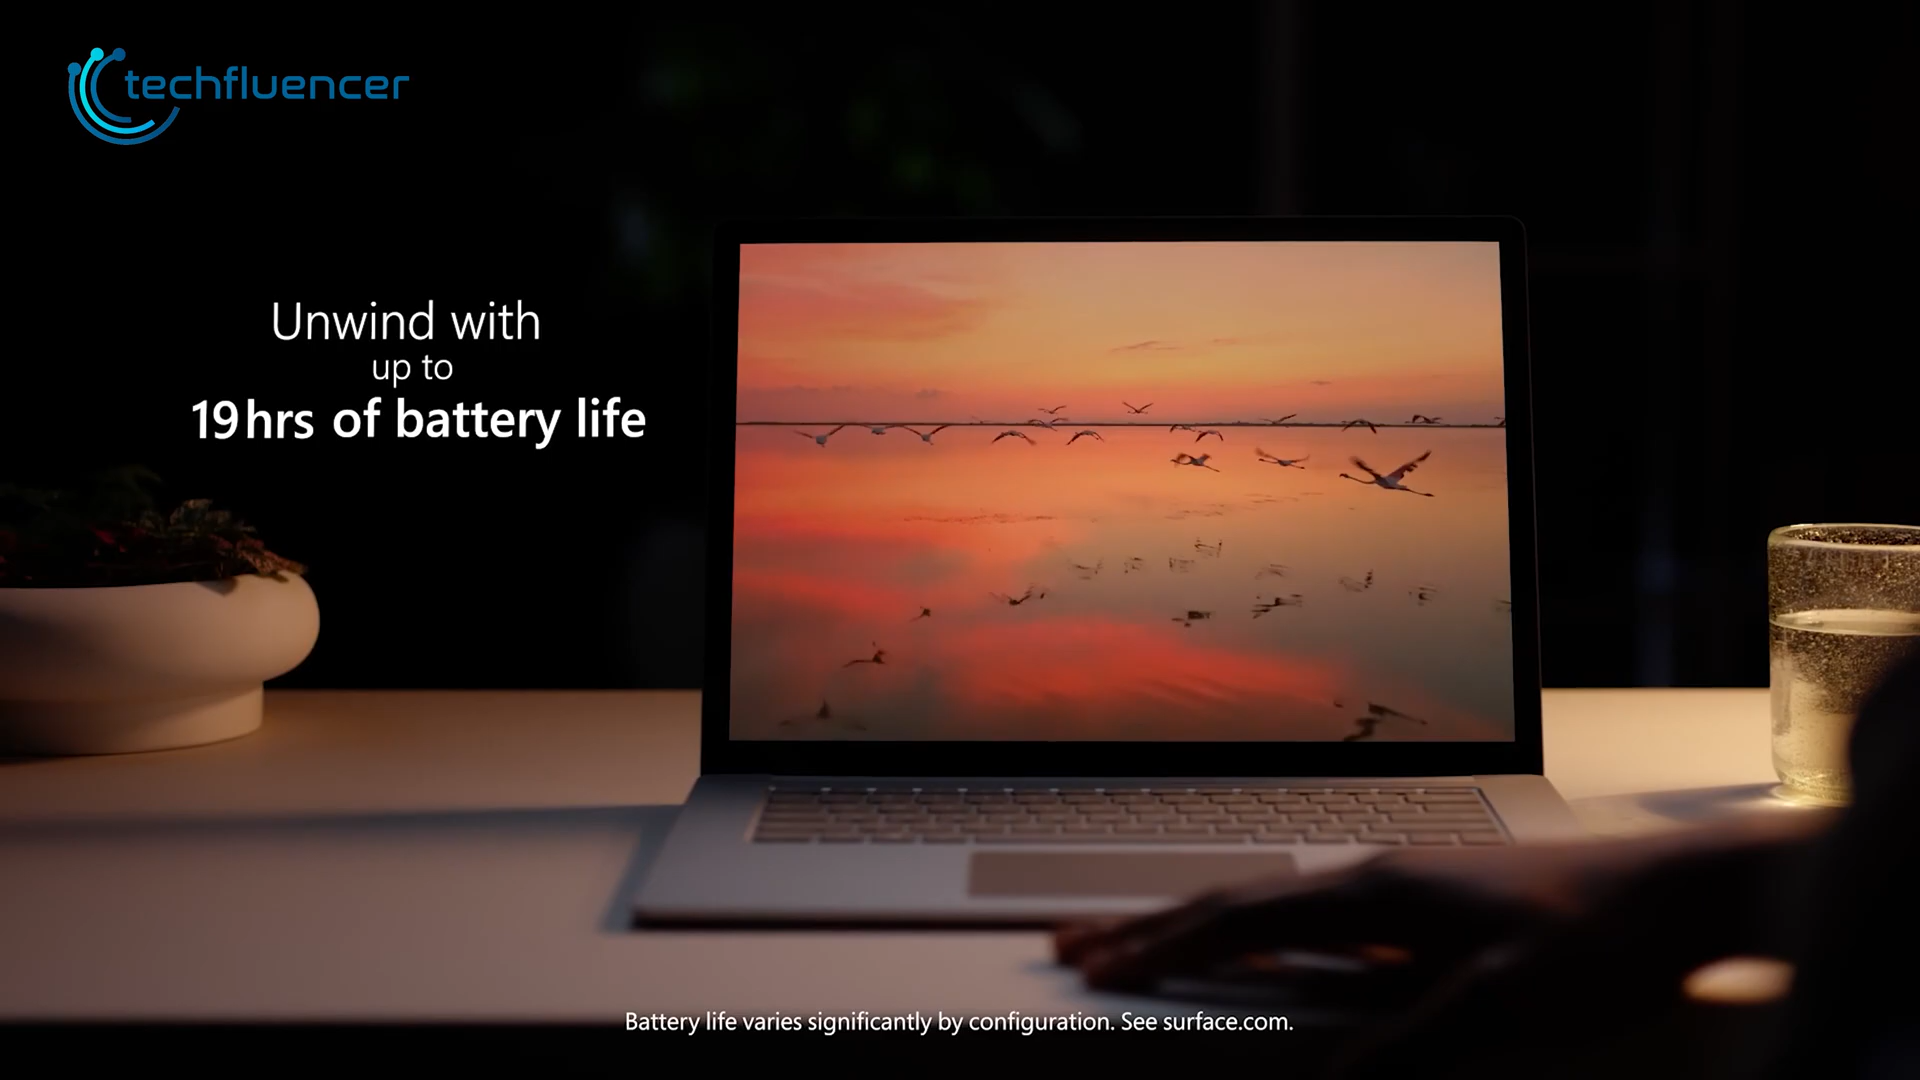 techfluencer
Unwind with
up to
19hrs of battery life
Battery life varies significantly by configuration. See surface.com.